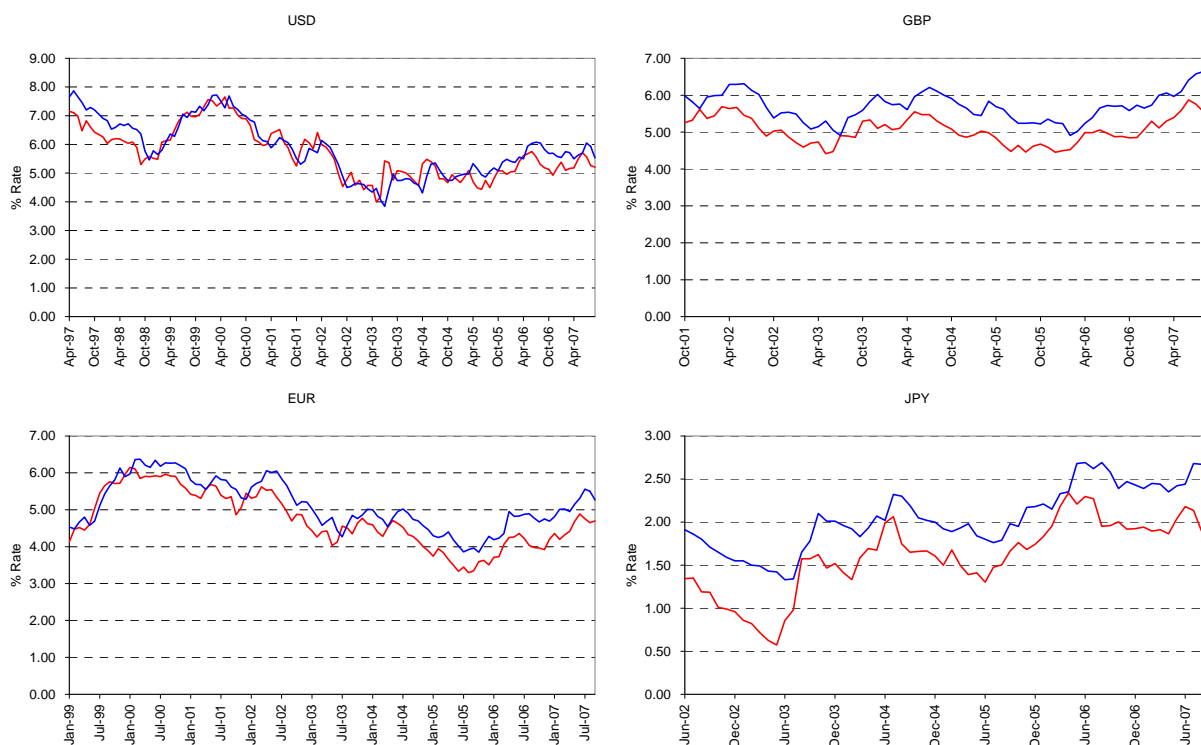 USD
% Rate
9.00
8.00
7.00
6.00
5.00
4.00
3.00
2.00
1.00
0.00
Apr-97
Oct-97
Apr-98
Oct-98
Apr-99
Oct-99
Apr-00
Oct-00
Apr-01
Oct-01
Apr-02
Oct-02
Apr-03
Oct-03
Apr-04
Oct-04
Apr-05
Oct-05
Apr-06
Oct-06
Apr-07
GBP
% Rate
7.00
6.00
5.00
4.00
3.00
2.00
1.00
0.00
Oct-01
Apr-02
Oct-02
Apr-03
Oct-03
Apr-04
Oct-04
Apr-05
Oct-05
Apr-06
Oct-06
Apr-07
EUR
% Rate
7.00
6.00
5.00
4.00
3.00
2.00
1.00
0.00
Jan-99
Jul-99
Jan-00
Jul-00
Jan-01
Jul-01
Jan-02
Jul-02
Jan-03
Jul-03
Jan-04
Jul-04
Jan-05
Jul-05
Jan-06
Jul-06
Jan-07
Jul-07
JPY
% Rate
3.00
2.50
2.00
1.50
1.00
0.50
0.00
Jun-02
Dec-02
Jun-03
Dec-03
Jun-04
Dec-04
Jun-05
Dec-05
Jun-06
Dec-06
Jun-07